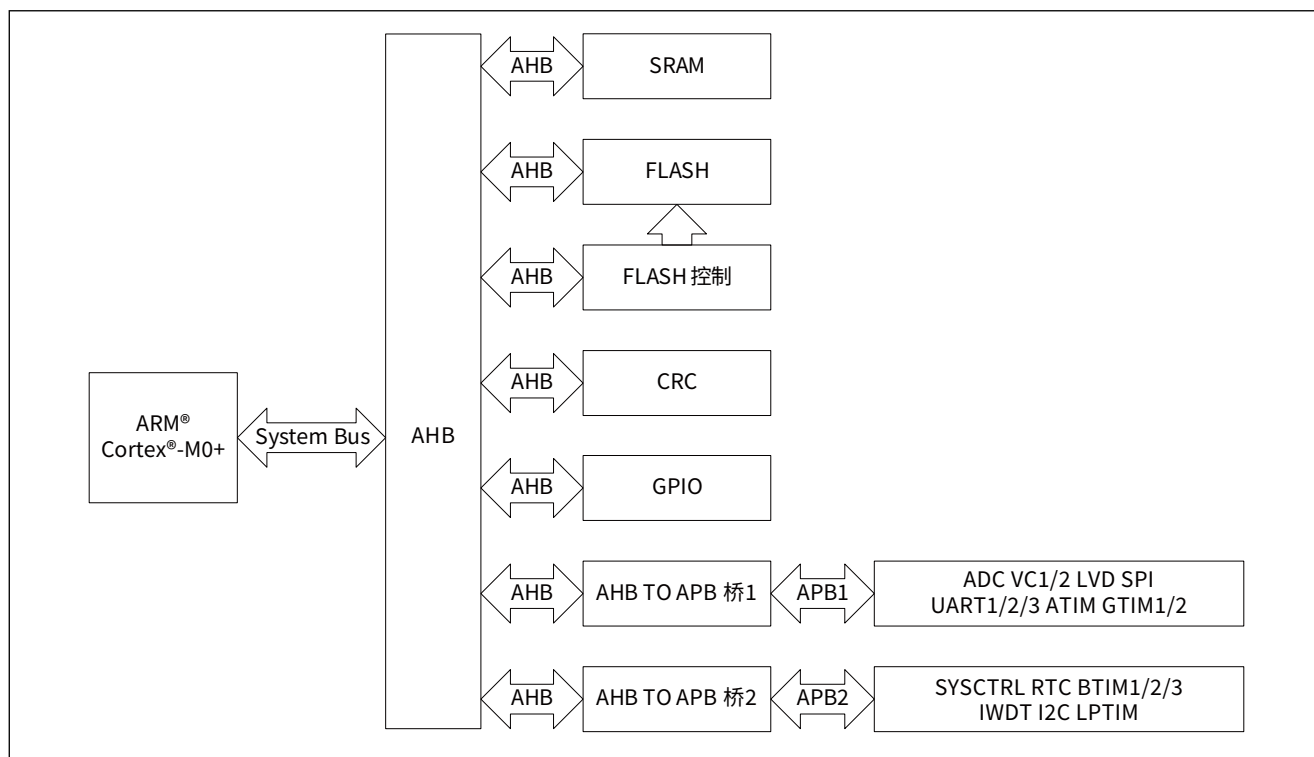 AHB
SRAM
AHB
FLASH
AHB
FLASH 控制
AHB
CRC
ARM®
Cortex®-M0+
System Bus
AHB
AHB
GPIO
AHB
AHB TO APB 桥1
APB1
ADC VC1/2 LVD SPI
UART1/2/3 ATIM GTIM1/2
AHB
AHB TO APB 桥2
APB2
SYSCTRL RTC BTIM1/2/3
IWDT I2C LPTIM